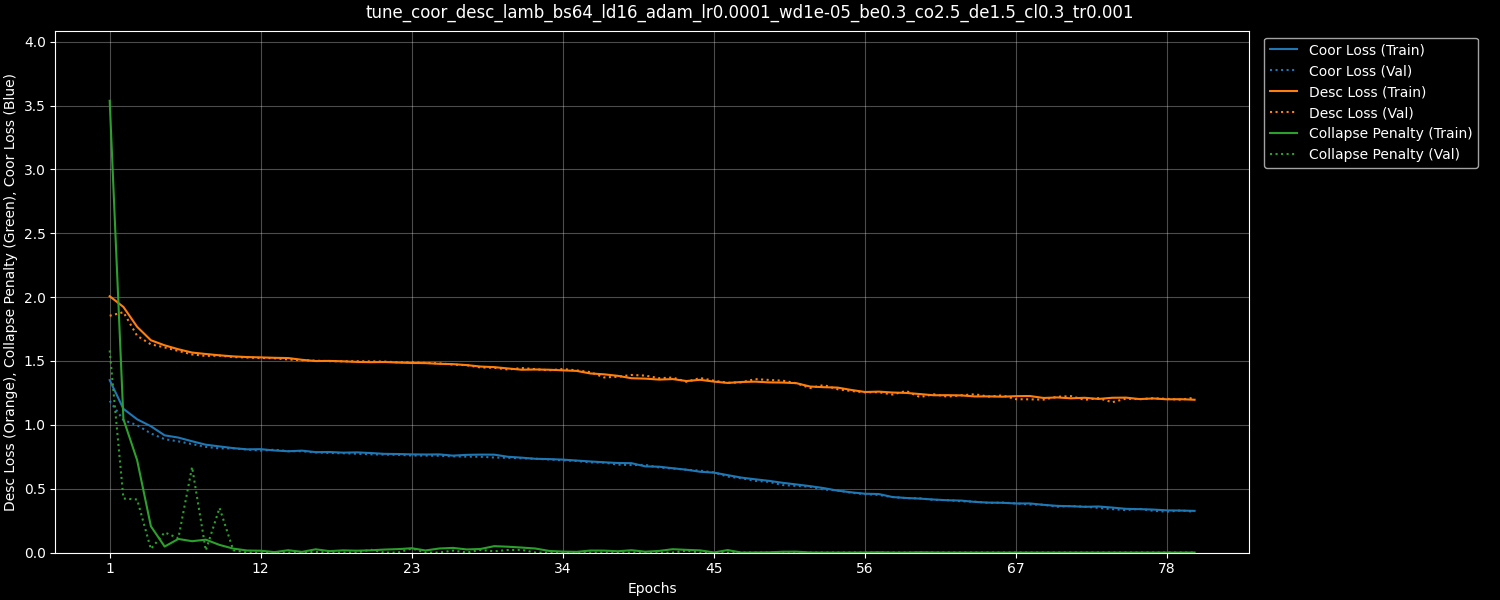 tune_coor_desc_lamb_bs64_ld16_adam_lr0.0001_wd1e-05_be0.3_co2.5_de1.5_cl0.3_tr0.001
Desc Loss (Orange), Collapse Penalty (Green), Coor Loss (Blue)
4.0
3.5
3.0
2.5
2.0
1.5
1.0
0.5
0.0
1 12 23 34 45 56 67 78
Epochs
Coor Loss (Train)
Coor Loss (Val)
Desc Loss (Train)
Desc Loss (Val)
Collapse Penalty (Train)
Collapse Penalty (Val)